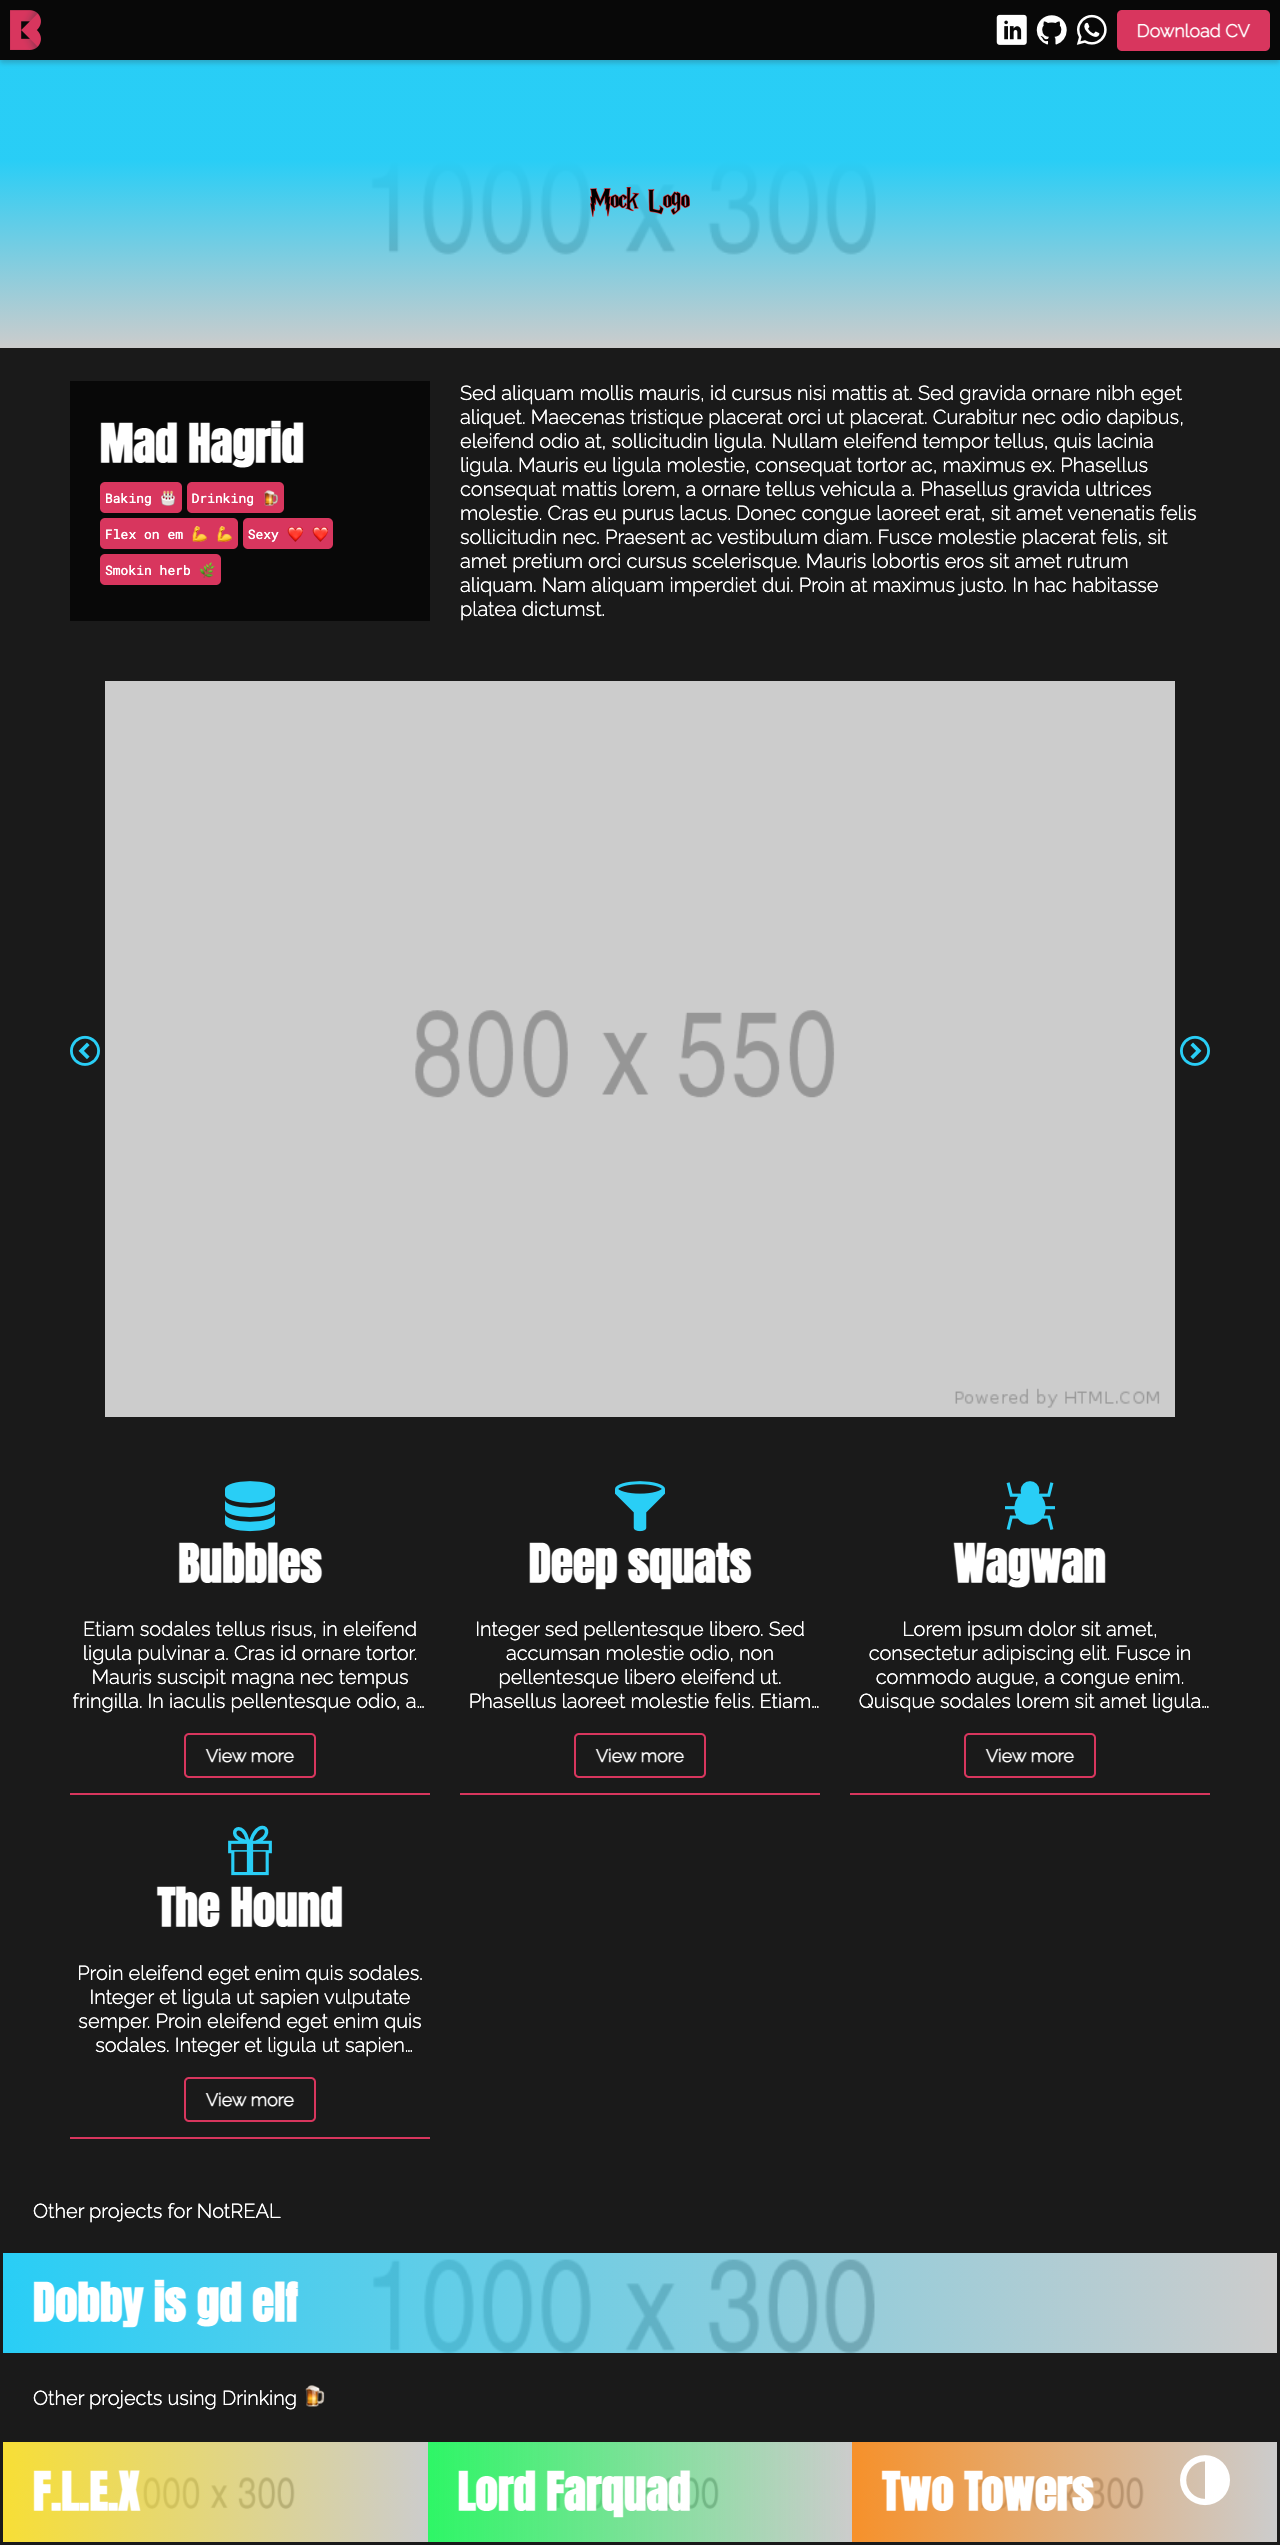 Download CV
1000 x 300
Mock Logo
Mad Hagrid
Baking 🎂 Drinking 🍺
Flex on em 💪 💪 Sexy ❤️ ❤️
Smokin herb 🌿
Sed aliquam mollis mauris, id cursus nisi mattis at. Sed gravida ornare nibh eget
aliquet. Maecenas tristique placerat orci ut placerat. Curabitur nec odio dapibus,
eleifend odio at, sollicitudin ligula. Nullam eleifend tempor tellus, quis lacinia
ligula. Mauris eu ligula molestie, consequat tortor ac, maximus ex. Phasellus
consequat mattis lorem, a ornare tellus vehicula a. Phasellus gravida ultrices
molestie. Cras eu purus lacus. Donec congue laoreet erat, sit amet venenatis felis
sollicitudin nec. Praesent ac vestibulum diam. Fusce molestie placerat felis, sit
amet pretium orci cursus scelerisque. Mauris lobortis eros sit amet rutrum
aliquam. Nam aliquam imperdiet dui. Proin at maximus justo. In hac habitasse
platea dictumst.
800 x 550
Powered by HTML.COM
Bubbles
Etiam sodales tellus risus, in eleifend
ligula pulvinar a. Cras id ornare tortor.
Mauris suscipit magna nec tempus
fringilla. In iaculis pellentesque odio, a…
View more
Deep squats
Integer sed pellentesque libero. Sed
accumsan molestie odio, non
pellentesque libero eleifend ut.
Phasellus laoreet molestie felis. Etiam…
View more
Wagwan
Lorem ipsum dolor sit amet,
consectetur adipiscing elit. Fusce in
commodo augue, a congue enim.
Quisque sodales lorem sit amet ligula…
View more
The Hound
Proin eleifend eget enim quis sodales.
Integer et ligula ut sapien vulputate
semper. Proin eleifend eget enim quis
sodales. Integer et ligula ut sapien…
View more
Other projects for NotREAL
Dobby is gd elf
1000 x 300
Other projects using Drinking 🍺
F.L.E.X
000 x 300
Lord Farquad
00
Two Towers
300